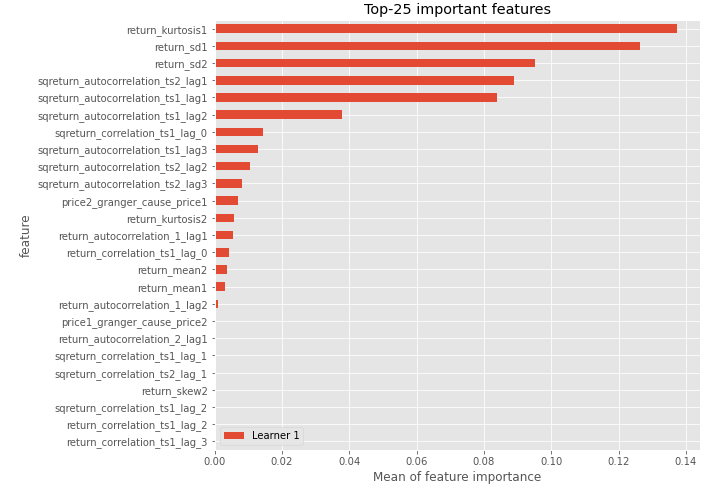 Top-25 important features
return_kurtosis1
return_sd1
return_sd2
sqreturn_autocorrelation_ts2_lag1
sqreturn_autocorrelation_ts1_lag1
sqreturn_autocorrelation_ts1_lag2
sqreturn_correlation_ts1_lag_0
sqreturn_autocorrelation_ts1_lag3
sqreturn_autocorrelation_ts2_lag2
sqreturn_autocorrelation_ts2_lag3
price2_granger_cause_price1
return_kurtosis2
return_autocorrelation_1_lag1
return_correlation_ts1_lag_0
return_mean2
return_mean1
return_autocorrelation_1_lag2
price1_granger_cause_price2
return_autocorrelation_2_lag1
sqreturn_correlation_ts1_lag_1
sqreturn_correlation_ts2_lag_1
return_skew2
sqreturn_correlation_ts1_lag_2
return_correlation_ts1_lag_2
return_correlation_ts1_lag_3
feature
Learner 1
0.00 0.02 0.04 0.06 0.08 0.10 0.12 0.14
Mean of feature importance